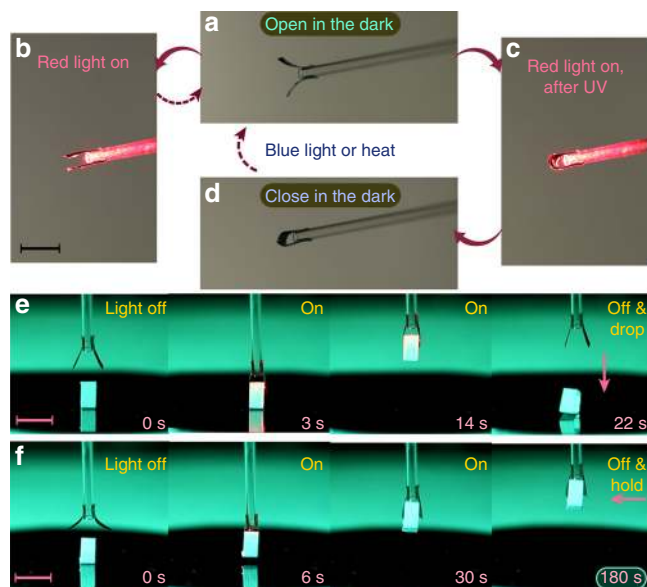 a
Open in the dark
b
Red light on
c
Red light on,
after UV
Blue light or heat
d
Close in the dark
e
Light off
On
On
Off &
drop
0 s
3 s
14 s
22 s
f
Light off
On
On
Off &
hold
0 s
6 s
30 s
180 s